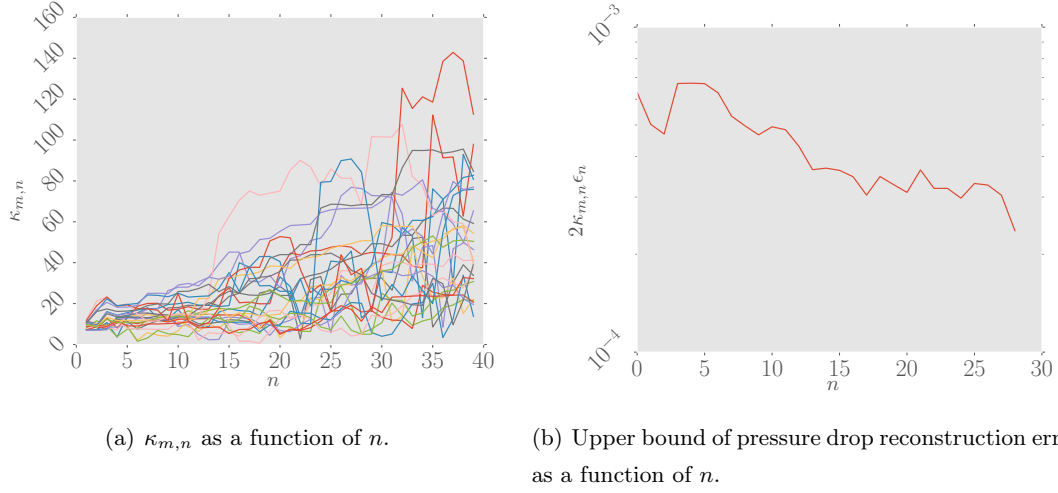 160
140
120
100
80
60
40
20
0
κm,n
0 5 10 15 20 25 30 35 40
n
(a) κm,n as a function of n.
10−3
10−4
2κm,nϵn
0 5 10 15 20 25 30
n
(b) Upper bound of pressure drop reconstruction err
as a function of n.